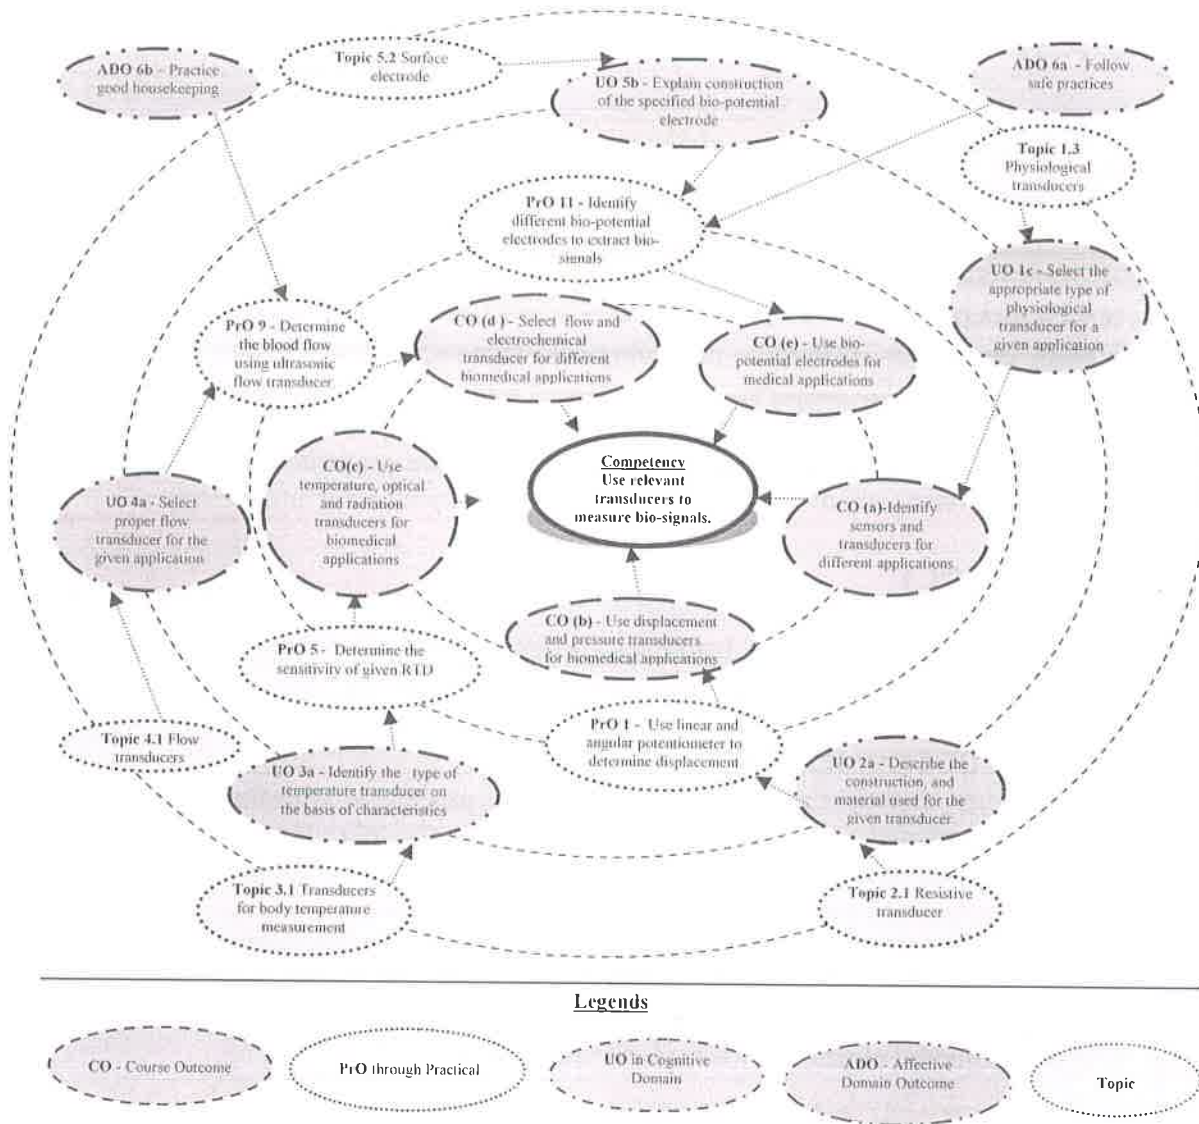 Topic 5.2 Surface
electrode
ADO 6b - Practice
good housekeeping
UO 5b - Explain construction
of the specified bio-potential
electrode
ADO 6a - Follow
safe practices
Topic 1.3
Physiological
transducers
PrO 11 - Identify
different bio-potential
electrodes to extract bio-
signals
UO 1c - Select the
appropriate type of
physiological
transducer for a
given application
PrO 9 - Determine
the blood flow
using ultrasonic
flow transducer
CO (d ) - Select flow and
electrochemical
transducer for different
biomedical applications
CO (e) - Use bio-
potential electrodes for
medical applications
CO(c) - Use
temperature, optical
and radiation
transducers for
biomedical
applications
Competency
Use relevant
transducers to
measure bio-signals.
UO 4a - Select
proper flow
transducer for the
given application
CO (a)-Identify
sensors and
transducers for
different applications.
CO (b) - Use displacement
and pressure transducers
for biomedical applications
PrO 5 - Determine the
sensitivity of given RTD
PrO 1 - Use linear and
angular potentiometer to
determine displacement
Topic 4.1 Flow
transducers
UO 3a - Identify the type of
temperature transducer on
the basis of characteristics
UO 2a - Describe the
construction, and
material used for the
given transducer.
Topic 3.1 Transducers
for body temperature
measurement
Topic 2.1 Resistive
transducer
Legends
CO - Course Outcome
PrO through Practical
UO in Cognitive
Domain
ADO - Affective
Domain Outcome
Topic